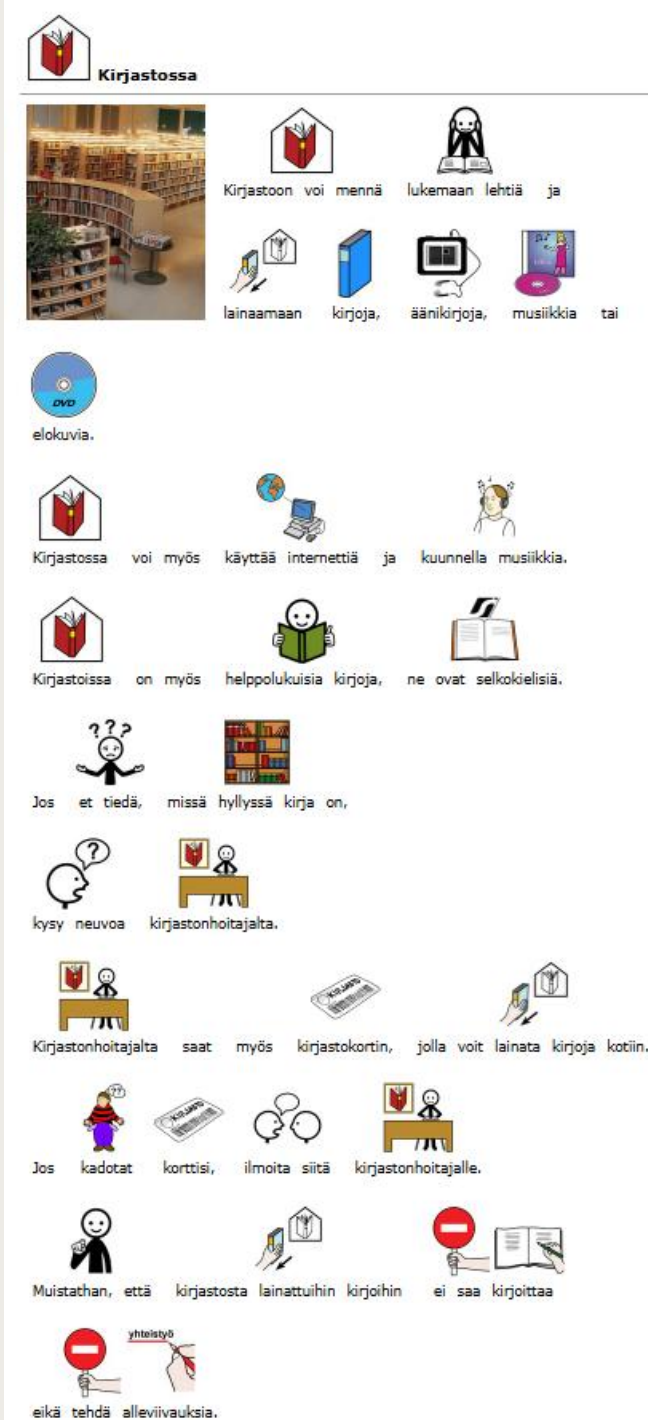 Kirjastossa
Kirjastoon voi mennä lukemaan lehtiä ja
lainaamaan kirjoja, äänikirjoja, musiikkia tai
DVD
elokuvia.
Kirjastossa voi myös käyttää internettiä ja kuunnella musiikkia.
Kirjastoissa on myös helppolukuisia kirjoja, ne ovat selkokielisiä.
???
Jos et tiedä, missä hyllyssä kirja on,
?
kysy neuvoa kirjastonhoitajalta.
KIRJASTO
Kirjastonhoitajalta saat myös kirjastokortin, jolla voit lainata kirjoja kotiin.
?? KIRJASTO
Jos kadotat korttisi, ilmoita siitä kirjastonhoitajalle.
Muistathan, että kirjastosta lainattuihin kirjoihin ei saa kirjoittaa
yhteistyö
eikä tehdä alleviivauksia.